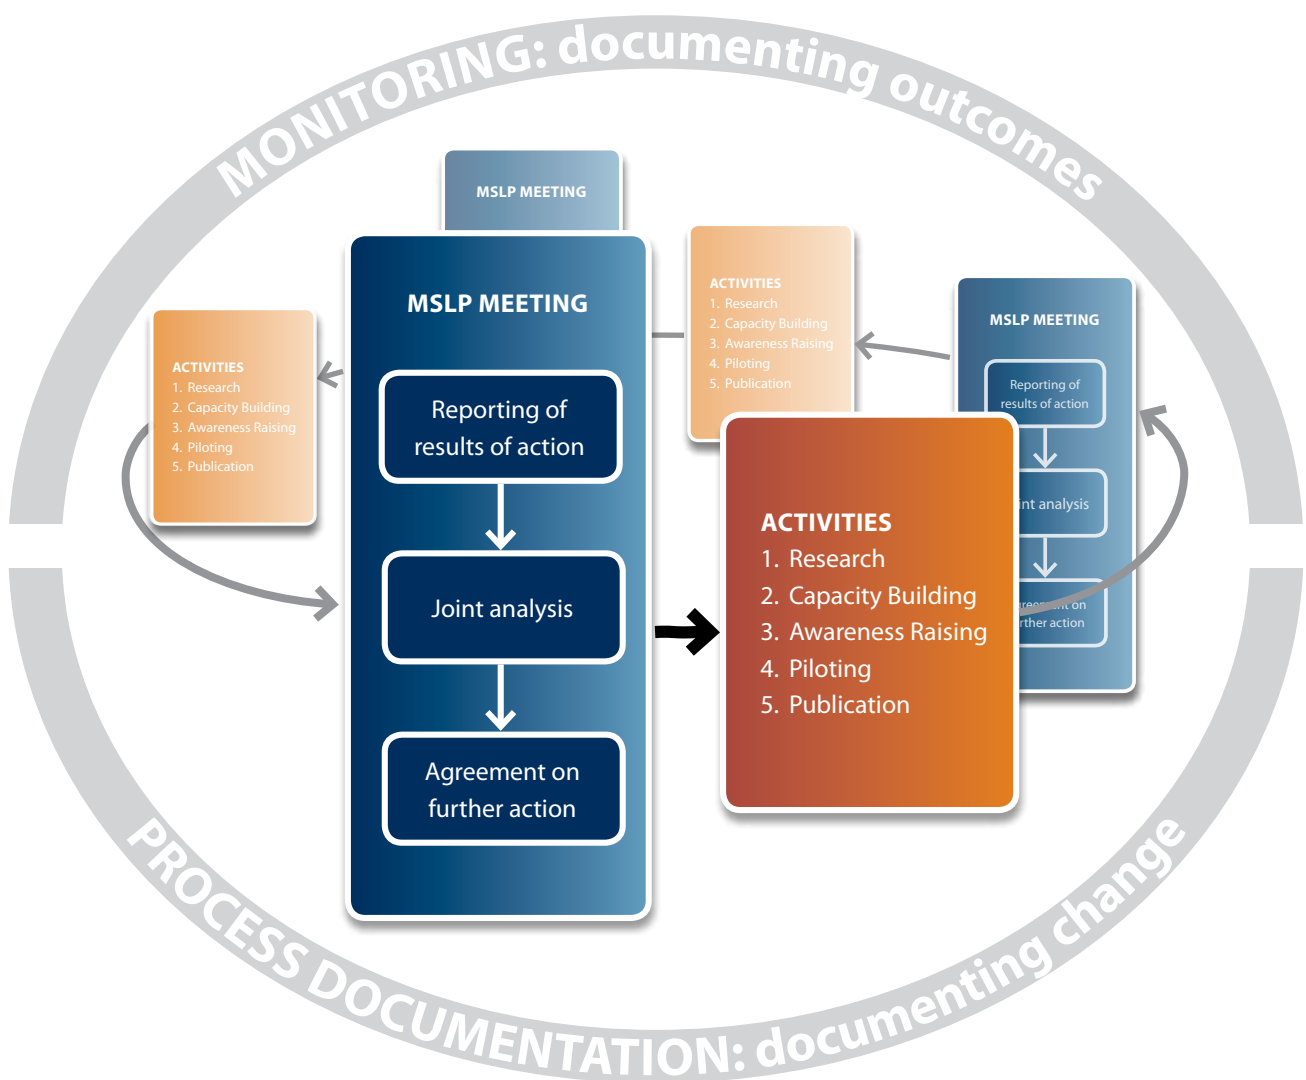 MONITORING: documenting outcomes
MSLP MEETING
MSLP MEETING
Reporting of
results of action
Joint analysis
Agreement on
further action
ACTIVITIES
1. Research
2. Capacity Building
3. Awareness Raising
4. Piloting
5. Publication
ACTIVITIES
1. Research
2. Capacity Building
3. Awareness Raising
4. Piloting
5. Publication
MSLP MEETING
Reporting of
results of action
analysis
on
action
ACTIVITIES
1. Research
2. Capacity Building
3. Awareness Raising
4. Piloting
5. Publication
PROCESS DOCUMENTATION: documenting change